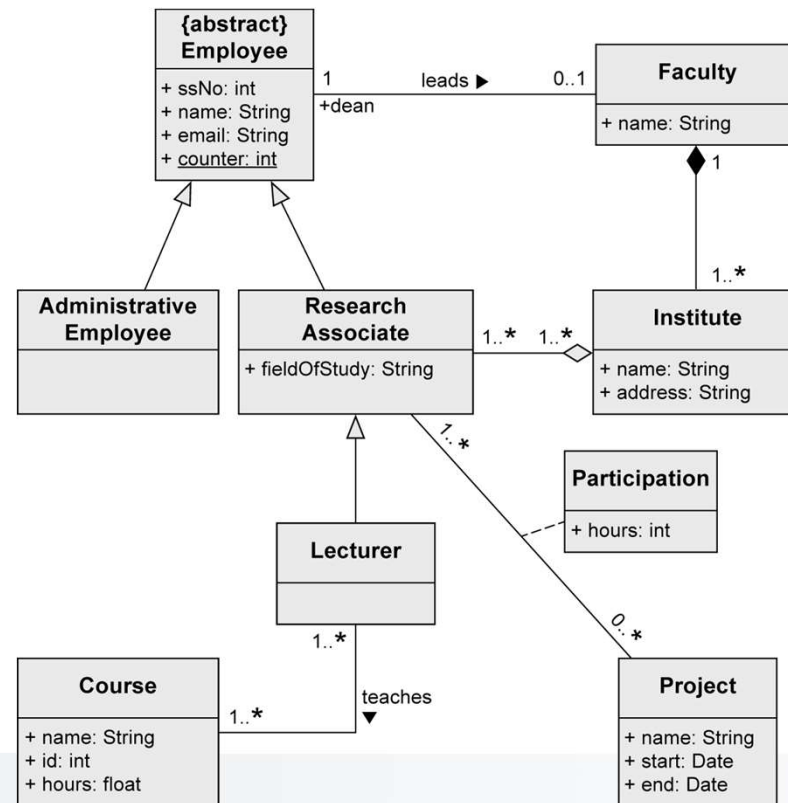 {abstract}
Employee
+ ssNo: int
+ name: String
+ email: String
+ counter: int
1
+dean
leads ▶
0..1
Faculty
+ name: String
1
1..*
Administrative
Employee
Research
Associate
+ fieldOfStudy: String
1..*
1..*
Institute
+ name: String
+ address: String
1..*
Participation
+ hours: int
0..*
Lecturer
1..*
teaches
▼
1..*
Course
+ name: String
+ id: int
+ hours: float
Project
+ name: String
+ start: Date
+ end: Date